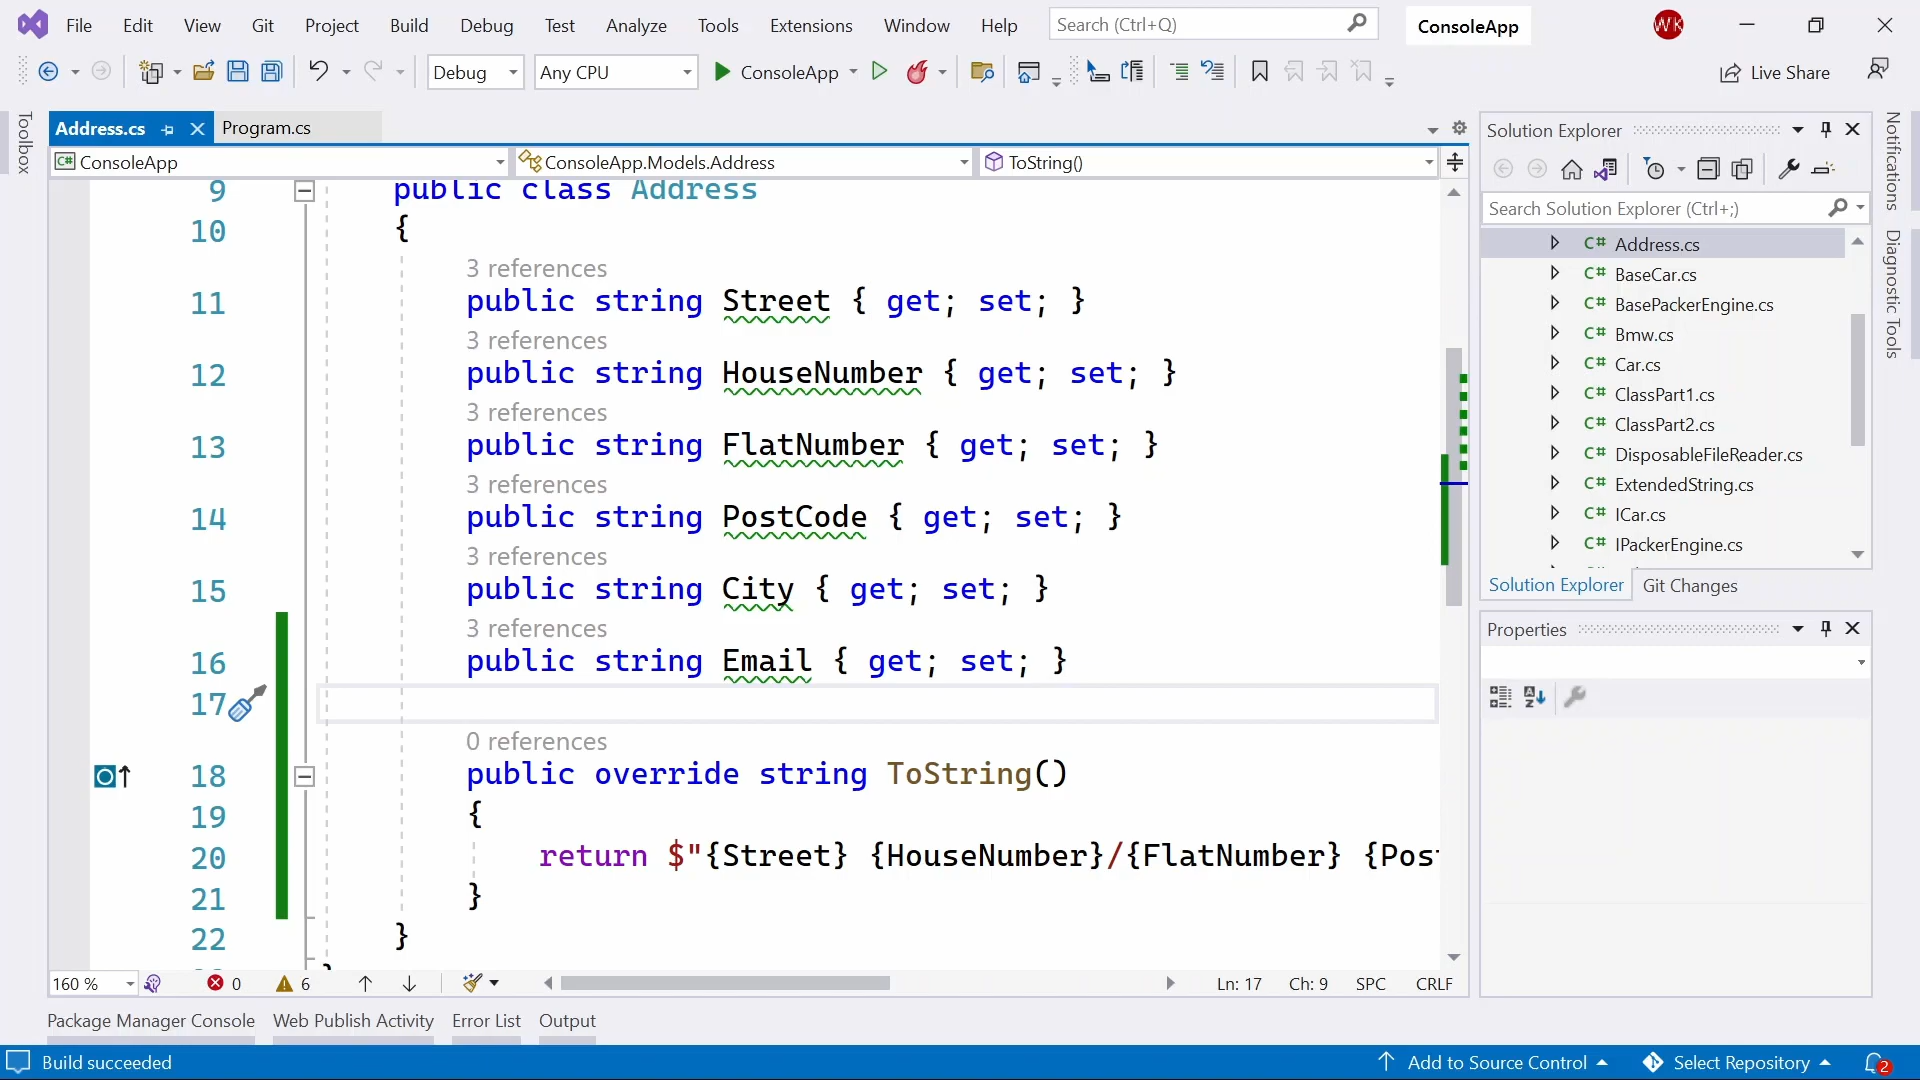 File Edit View Git Project Build Debug Test Analyze Tools Extensions Window Help Search (Ctrl+Q) ConsoleApp WK
Debug Any CPU ConsoleApp Live Share
Toolbox
Address.cs Program.cs
ConsoleApp ConsoleApp.Models.Address ToString()
9 public class Address
10 {
3 references
11 public string Street { get; set; }
3 references
12 public string HouseNumber { get; set; }
3 references
13 public string FlatNumber { get; set; }
3 references
14 public string PostCode { get; set; }
3 references
15 public string City { get; set; }
3 references
16 public string Email { get; set; }
17
0 references
18 public override string ToString()
19 {
20 return $"{Street} {HouseNumber}/{FlatNumber} {Pos
21 }
22 }
160 % 0 6 Ln: 17 Ch: 9 SPC CRLF
Solution Explorer
Search Solution Explorer (Ctrl+;)
C# Address.cs
C# BaseCar.cs
C# BasePackerEngine.cs
C# Bmw.cs
C# Car.cs
C# ClassPart1.cs
C# ClassPart2.cs
C# DisposableFileReader.cs
C# ExtendedString.cs
C# ICar.cs
C# IPackerEngine.cs
Solution Explorer Git Changes
Properties
Notifications
Diagnostic Tools
Package Manager Console Web Publish Activity Error List Output
Build succeeded Add to Source Control Select Repository 2